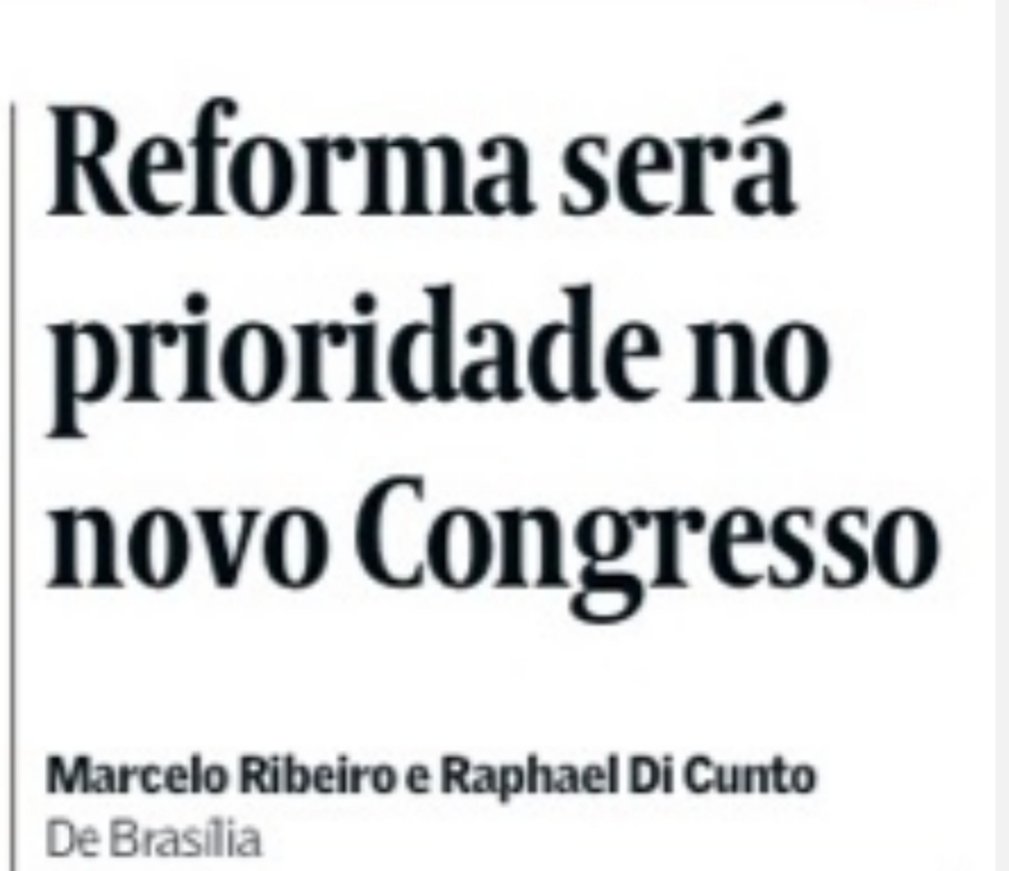 Reforma será
prioridade no
novo Congresso
Marcelo Ribeiro e Raphael Di Cunto
De Brasília